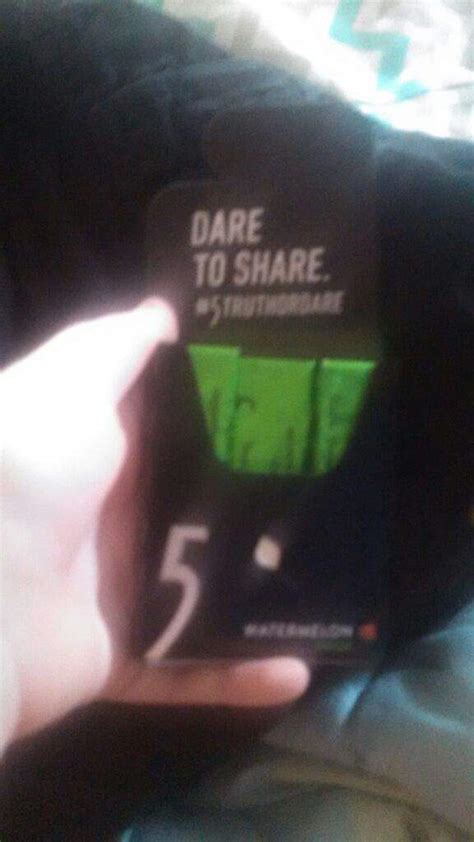 DARE
TO SHARE.
#5TRUTHORDARE
5
WATERMELON